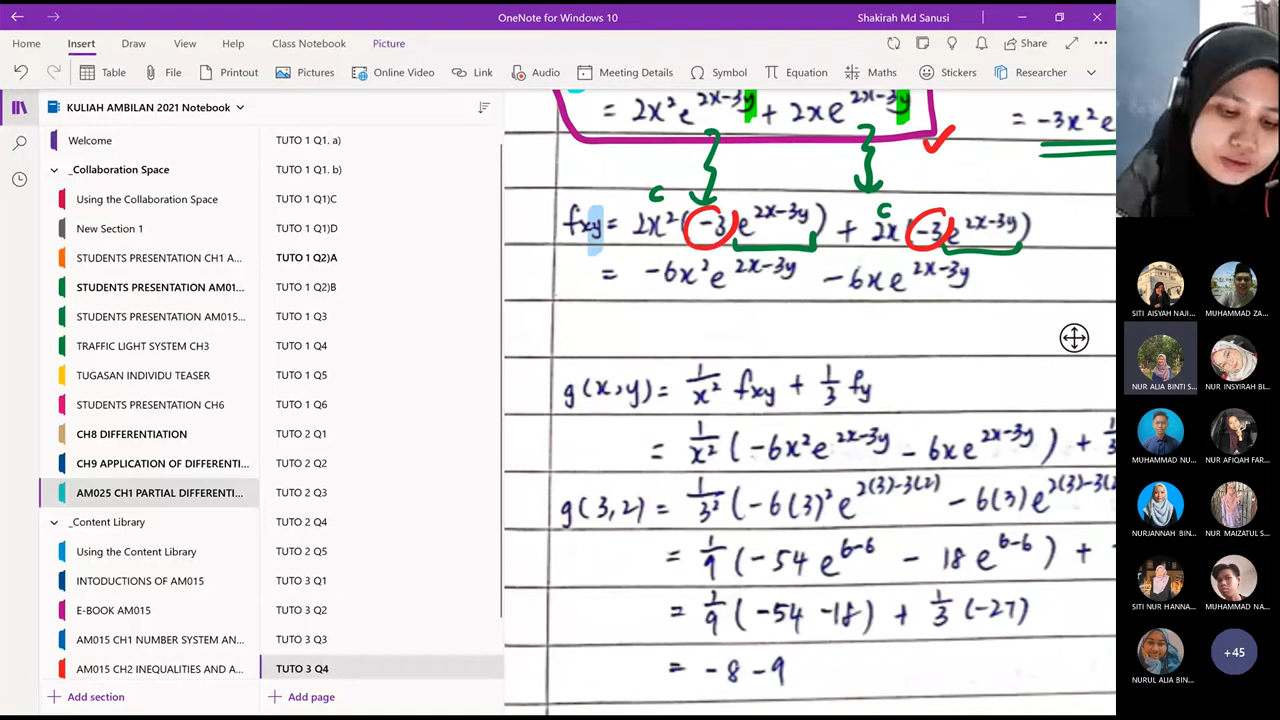 OneNote for Windows 10
Shakirah Md Sanusi
Home Insert Draw View Help Class Notebook Picture
Share
Table File Printout Pictures Online Video Link Audio Meeting Details Symbol Equation Maths Stickers Researcher
KULIAH AMBILAN 2021 Notebook
Welcome
_Collaboration Space
Using the Collaboration Space
New Section 1
STUDENTS PRESENTATION CH1 A...
STUDENTS PRESENTATION AM01...
STUDENTS PRESENTATION AM015...
TRAFFIC LIGHT SYSTEM CH3
TUGASAN INDIVIDU TEASER
STUDENTS PRESENTATION CH6
CH8 DIFFERENTIATION
CH9 APPLICATION OF DIFFERENTI...
AM025 CH1 PARTIAL DIFFERENTI...
_Content Library
Using the Content Library
INTODUCTIONS OF AM015
E-BOOK AM015
AM015 CH1 NUMBER SYSTEM AN...
AM015 CH2 INEQUALITIES AND A...
Add section
TUTO 1 Q1. a)
TUTO 1 Q1. b)
TUTO 1 Q1)C
TUTO 1 Q1)D
TUTO 1 Q2)A
TUTO 1 Q2)B
TUTO 1 Q3
TUTO 1 Q4
TUTO 1 Q5
TUTO 1 Q6
TUTO 2 Q1
TUTO 2 Q2
TUTO 2 Q3
TUTO 2 Q4
TUTO 2 Q5
TUTO 3 Q1
TUTO 3 Q2
TUTO 3 Q3
TUTO 3 Q4
Add page
= 2x²e^(2x-3y) + 2xe^(2x-3y)
= -3x²e
c c
fxy = 2x²(-3e^(2x-3y)) + 2x(-3e^(2x-3y))
= -6x²e^(2x-3y) - 6xe^(2x-3y)
g(x,y) = 1/x² fxy + 1/3 fy
= 1/x² (-6x²e^(2x-3y) - 6xe^(2x-3y)) + 1/3
g(3,2) = 1/3² (-6(3)²e^(2(3)-3(2)) - 6(3)e^(2(3)-3(2)
= 1/9 (-54e^(6-6) - 18e^(6-6)) +
= 1/9 (-54 -18) + 1/3 (-27)
= -8 -9
SITI AISYAH NAJI...
MUHAMMAD ZA...
NUR ALIA BINTI S...
NUR INSYIRAH BI...
MUHAMMAD NU...
NUR AFIQAH FAR...
NURJANNAH BIN...
NUR MAIZATUL S...
SITI NUR HANNA...
MUHAMMAD NA...
NURUL ALIA BIN...
+45